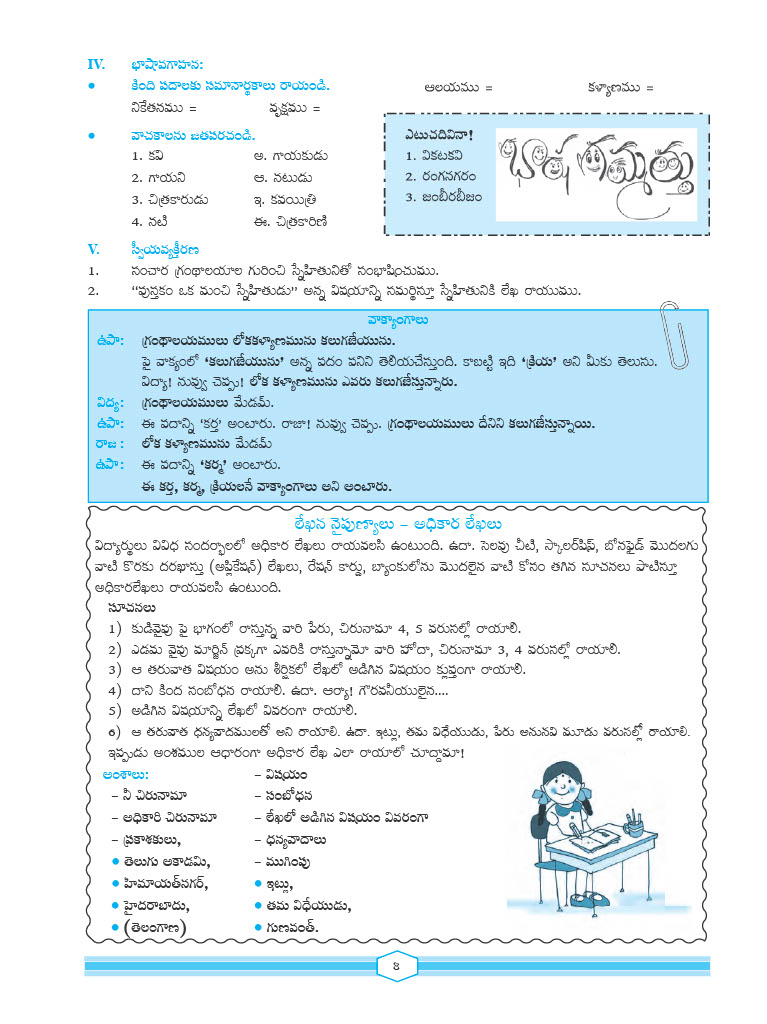 IV. భాషావగాహన:
● కింది పదాలకు సమానార్థకాలు రాయండి.
ఆలయము = కళ్యాణము =
నికేతనము = వృక్షము =
● వాచకాలను జతపరచండి.
1. కవి అ. గాయకుడు
2. గాయని ఆ. నటుడు
3. చిత్రకారుడు ఇ. కవయిత్రి
4. నటి ఈ. చిత్రకారిణి
ఎటుచదివినా!
1. వికటకవి
2. రంగనగరం
3. జంబీరబీజం
భాష గమ్మత్తు
V. స్వీయవ్యక్తీరణ
1. సంచార గ్రంథాలయాల గురించి స్నేహితునితో సంభాషించుము.
2. “పుస్తకం ఒక మంచి స్నేహితుడు” అన్న విషయాన్ని సమర్థిస్తూ స్నేహితునికి లేఖ రాయుము.
వాక్యాంగాలు
ఉపా: గ్రంథాలయములు లోకకళ్యాణమును కలుగజేయును.
పై వాక్యంలో ‘కలుగజేయును’ అన్న పదం పనిని తెలియచేస్తుంది. కాబట్టి ఇది ‘క్రియ’ అని మీకు తెలుసు.
విద్యా! నువ్వు చెప్పు! లోక కళ్యాణమును ఎవరు కలుగజేస్తున్నారు.
విద్య: గ్రంథాలయములు మేడమ్.
ఉపా: ఈ పదాన్ని ‘కర్త’ అంటారు. రాజా! నువ్వు చెప్పు. గ్రంథాలయములు దేనిని కలుగజేస్తున్నాయి.
రాజ: లోక కళ్యాణమును మేడమ్
ఉపా: ఈ పదాన్ని ‘కర్మ’ అంటారు.
ఈ కర్త, కర్మ, క్రియలనే వాక్యాంగాలు అని అంటారు.
లేఖన నైపుణ్యాలు – అధికార లేఖలు
విద్యార్థులు వివిధ సందర్భాలలో అధికార లేఖలు రాయవలసి ఉంటుంది. ఉదా. సెలవు చీటి, స్కాలర్‌షిప్, బోనఫైడ్ మొదలగు
వాటి కొరకు దరఖాస్తు (అప్లికేషన్) లేఖలు, రేషన్ కార్డు, బ్యాంకులోను మొదలైన వాటి కోసం తగిన సూచనలు పాటిస్తూ
అధికారలేఖలు రాయవలసి ఉంటుంది.
సూచనలు
1) కుడివైపు పై భాగంలో రాస్తున్న వారి పేరు, చిరునామా 4, 5 వరుసల్లో రాయాలి.
2) ఎడమ వైపు మార్జిన్ ప్రక్కగా ఎవరికి రాస్తున్నామో వారి హోదా, చిరునామా 3, 4 వరుసల్లో రాయాలి.
3) ఆ తరువాత విషయం అను శీర్షికలో లేఖలో అడిగిన విషయం క్లుప్తంగా రాయాలి.
4) దాని కింద సంబోధన రాయాలి. ఉదా. ఆర్యా! గౌరవనీయులైన....
5) అడిగిన విషయాన్ని లేఖలో వివరంగా రాయాలి.
6) ఆ తరువాత ధన్యవాదములతో అని రాయాలి. ఉదా. ఇట్లు, తమ విధేయుడు, పేరు అనునవి మూడు వరుసల్లో రాయాలి.
ఇప్పుడు అంశముల ఆధారంగా అధికార లేఖ ఎలా రాయాలో చూద్దామా!
అంశాలు: – విషయం
– నీ చిరునామా – సంబోధన
– అధికారి చిరునామా – లేఖలో అడిగిన విషయం వివరంగా
– ప్రకాశకులు, – ధన్యవాదాలు
● తెలుగు అకాడమి, – ముగింపు
● హిమాయత్‌నగర్, ● ఇట్లు,
● హైదరాబాదు, ● తమ విధేయుడు,
● (తెలంగాణ) ● గుణవంత్.
8